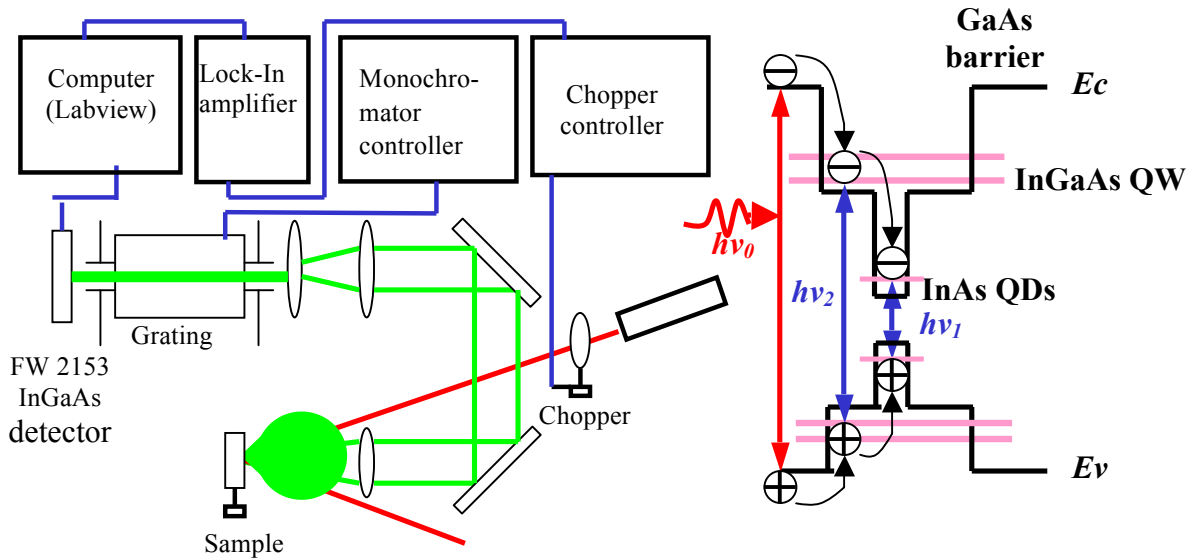 Computer
(Labview)
Lock-In
amplifier
Monochro-
mator
controller
Chopper
controller
GaAs
barrier
Ec
InGaAs QW
hν0
hν2
InAs QDs
hν1
Grating
FW 2153
InGaAs
detector
Chopper
Sample
Ev